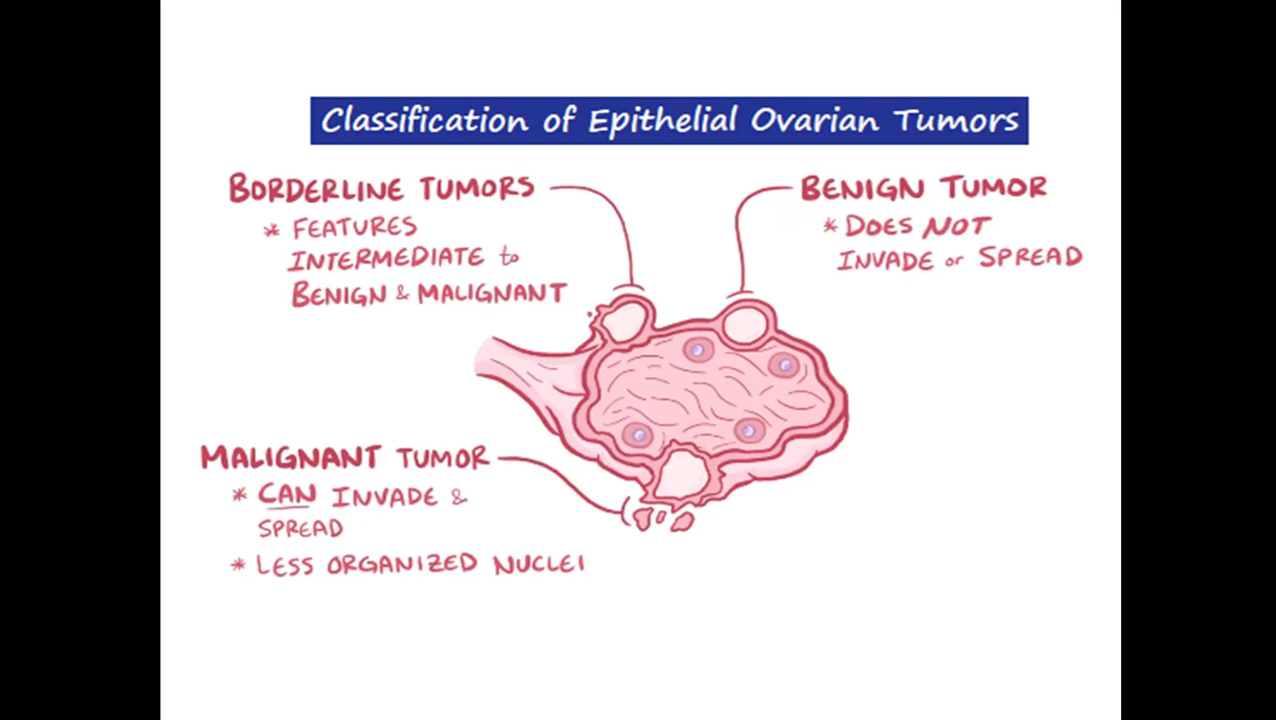 Classification of Epithelial Ovarian Tumors
BORDERLINE TUMORS
* FEATURES
INTERMEDIATE to
BENIGN & MALIGNANT
BENIGN TUMOR
* DOES NOT
INVADE or SPREAD
MALIGNANT TUMOR
* CAN INVADE &
SPREAD
* LESS ORGANIZED NUCLEI